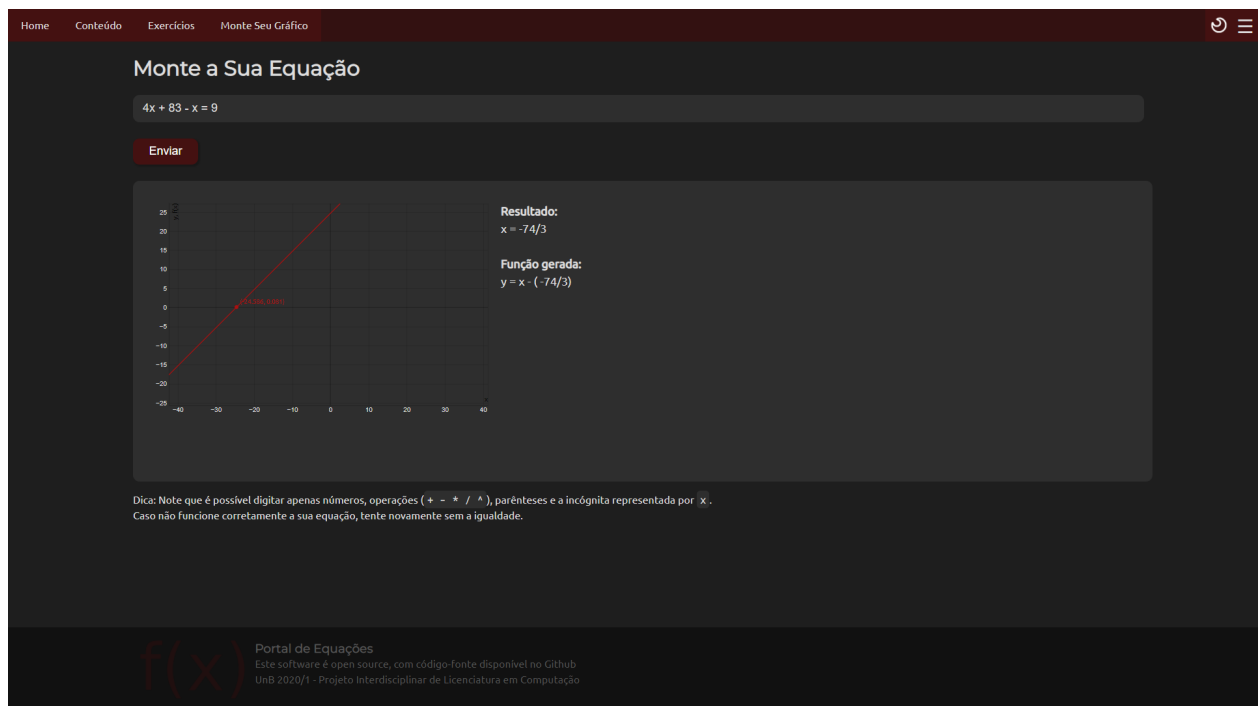 Home Conteúdo Exercícios Monte Seu Gráfico
Monte a Sua Equação
4x + 83 - x = 9
Enviar
25
20
15
10
5
0
−5
−10
−15
−20
−25
−40 −30 −20 −10 0 10 20 30 40
Resultado:
x = -74/3
Função gerada:
y = x - ( -74/3)
Dica: Note que é possível digitar apenas números, operações ( + - * / ^ ), parênteses e a incógnita representada por x .
Caso não funcione corretamente a sua equação, tente novamente sem a igualdade.
f(x)
Portal de Equações
Este software é open source, com código-fonte disponível no Github
UnB 2020/1 - Projeto Interdisciplinar de Licenciatura em Computação